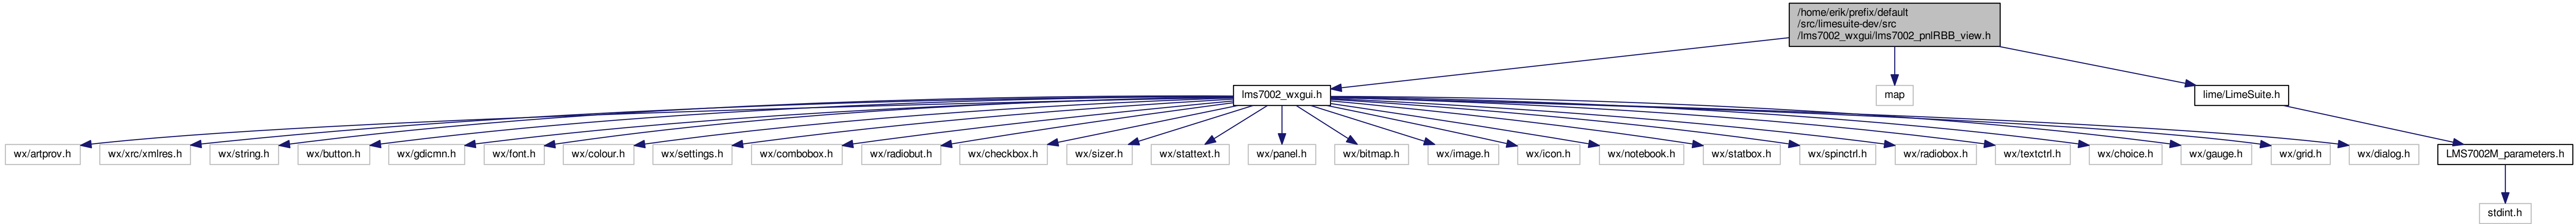 /home/erik/prefix/default
/src/limesuite-dev/src
/lms7002_wxgui/lms7002_pnlRBB_view.h
lms7002_wxgui.h
map
lime/LimeSuite.h
wx/artprov.h
wx/xrc/xmlres.h
wx/string.h
wx/button.h
wx/gdicmn.h
wx/font.h
wx/colour.h
wx/settings.h
wx/combobox.h
wx/radiobut.h
wx/checkbox.h
wx/sizer.h
wx/stattext.h
wx/panel.h
wx/bitmap.h
wx/image.h
wx/icon.h
wx/notebook.h
wx/statbox.h
wx/spinctrl.h
wx/radiobox.h
wx/textctrl.h
wx/choice.h
wx/gauge.h
wx/grid.h
wx/dialog.h
LMS7002M_parameters.h
stdint.h